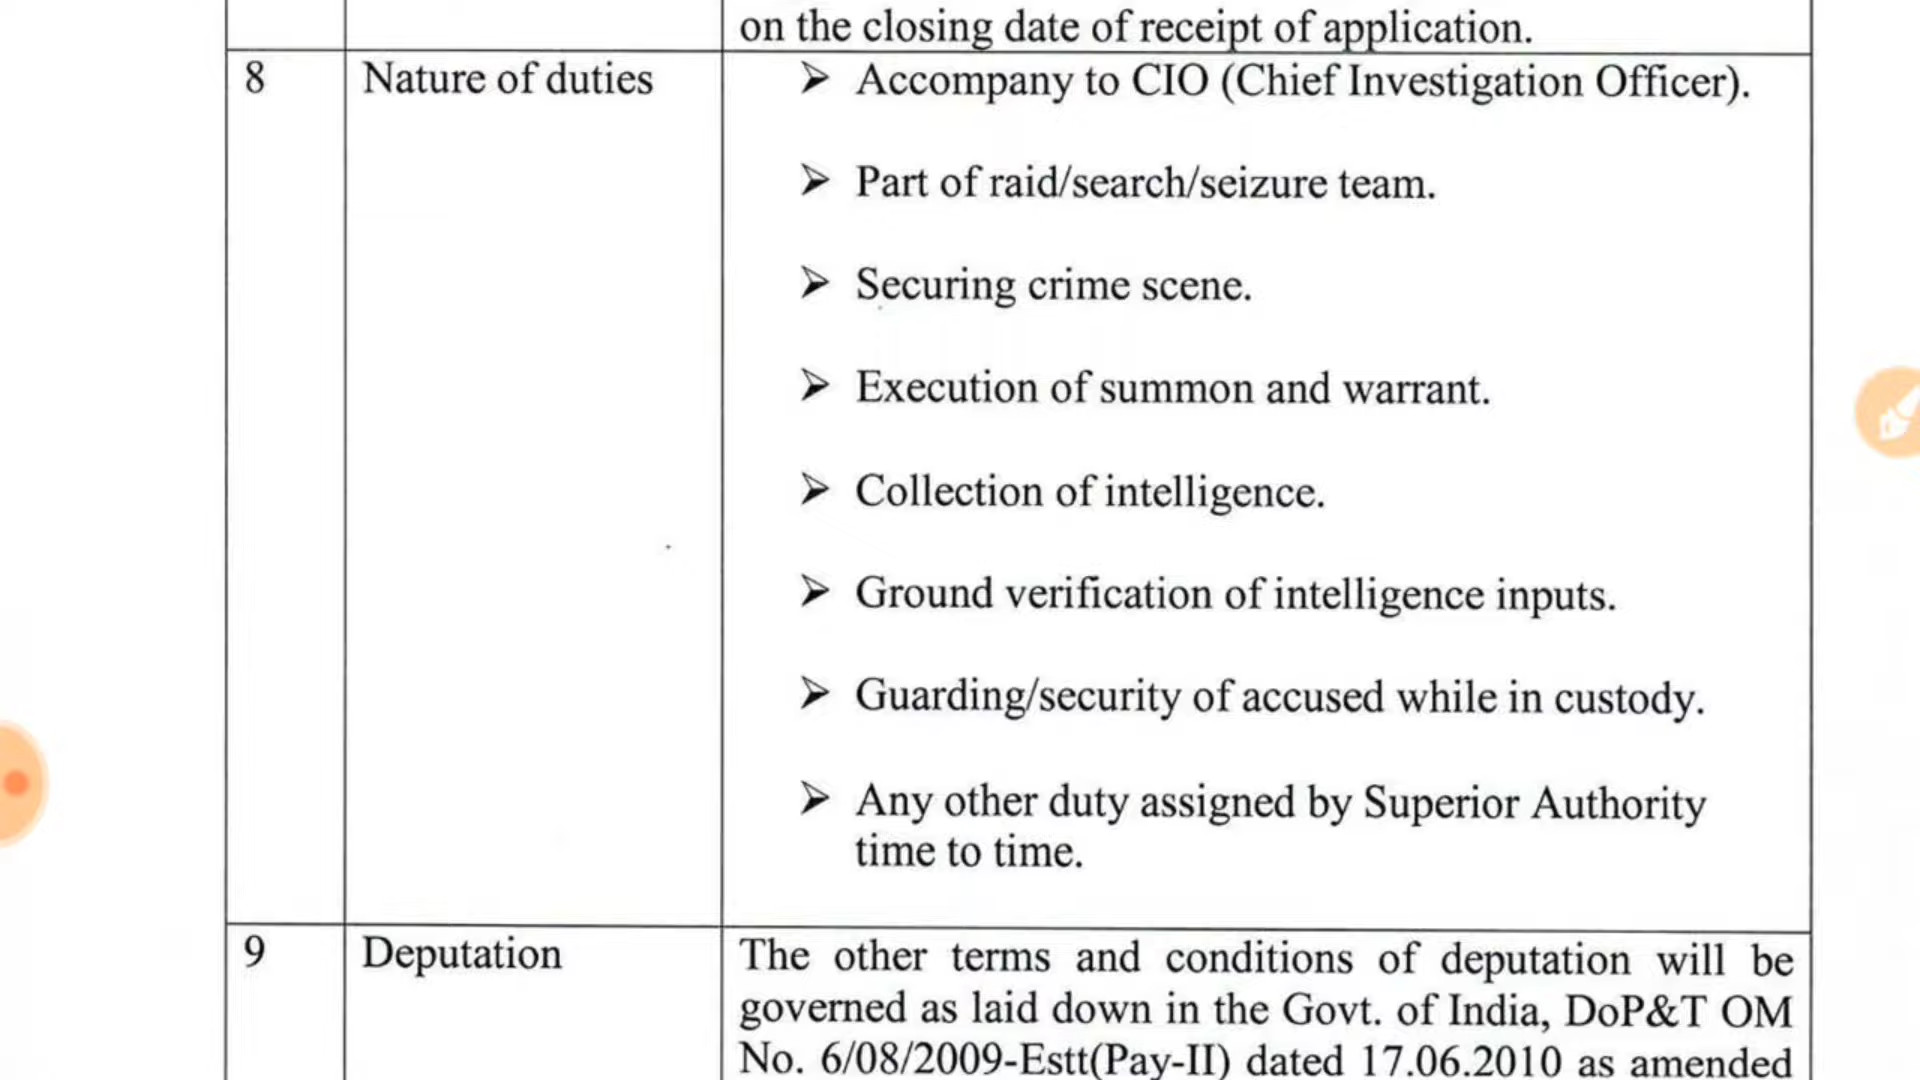 on the closing date of receipt of application.
8 Nature of duties ➢ Accompany to CIO (Chief Investigation Officer).
➢ Part of raid/search/seizure team.
➢ Securing crime scene.
➢ Execution of summon and warrant.
➢ Collection of intelligence.
➢ Ground verification of intelligence inputs.
➢ Guarding/security of accused while in custody.
➢ Any other duty assigned by Superior Authority
time to time.
9 Deputation The other terms and conditions of deputation will be
governed as laid down in the Govt. of India, DoP&T OM
No. 6/08/2009-Estt(Pay-II) dated 17.06.2010 as amended